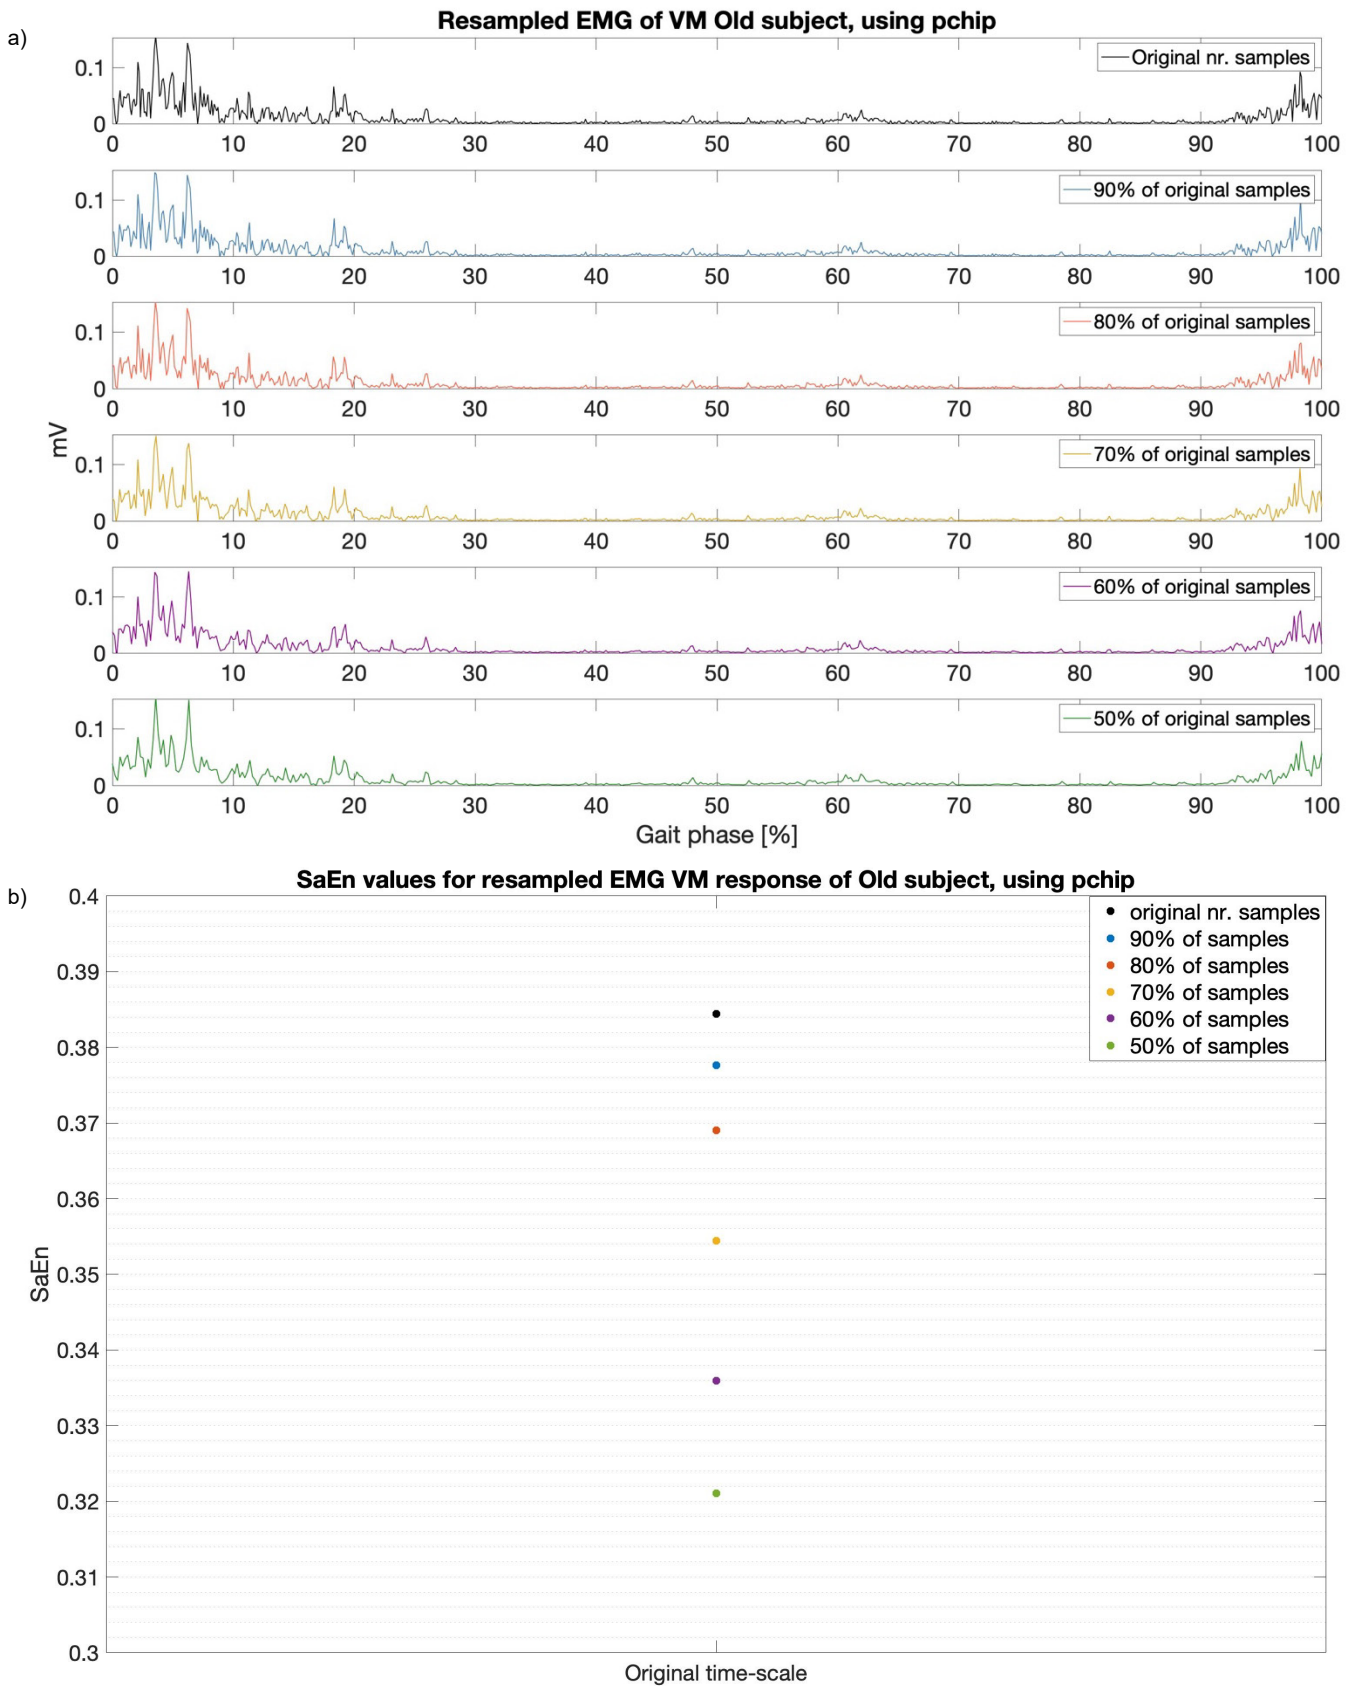 a)
Resampled EMG of VM Old subject, using pchip
Original nr. samples
0.1
0
0 10 20 30 40 50 60 70 80 90 100
90% of original samples
0.1
0
0 10 20 30 40 50 60 70 80 90 100
80% of original samples
0.1
0
0 10 20 30 40 50 60 70 80 90 100
mV
70% of original samples
0.1
0
0 10 20 30 40 50 60 70 80 90 100
60% of original samples
0.1
0
0 10 20 30 40 50 60 70 80 90 100
50% of original samples
0.1
0
0 10 20 30 40 50 60 70 80 90 100
Gait phase [%]
b)
SaEn values for resampled EMG VM response of Old subject, using pchip
original nr. samples
90% of samples
80% of samples
70% of samples
60% of samples
50% of samples
0.4
0.39
0.38
0.37
0.36
0.35
0.34
0.33
0.32
0.31
0.3
SaEn
Original time-scale